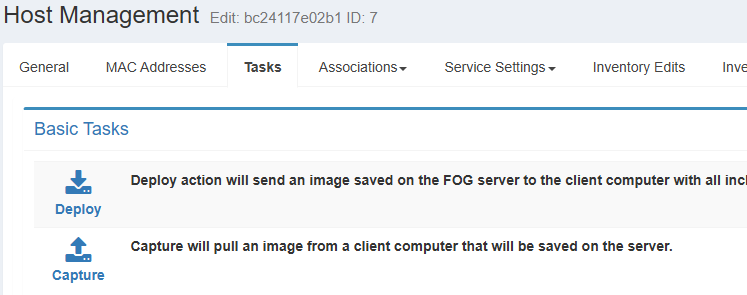 Host Management Edit: bc24117e02b1 ID: 7
General MAC Addresses Tasks Associations Service Settings Inventory Edits
Basic Tasks
Deploy action will send an image saved on the FOG server to the client computer with all
Deploy
Capture will pull an image from a client computer that will be saved on the server.
Capture